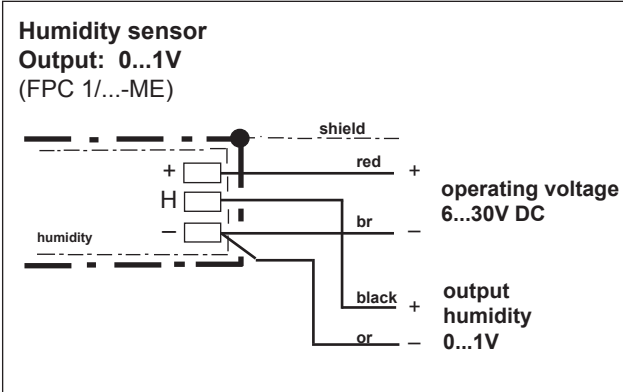 Humidity sensor
Output: 0...1V
(FPC 1/...-ME)
shield
+ red +
operating voltage
6...30V DC
H
– br –
humidity
black +
output
humidity
or – 0...1V